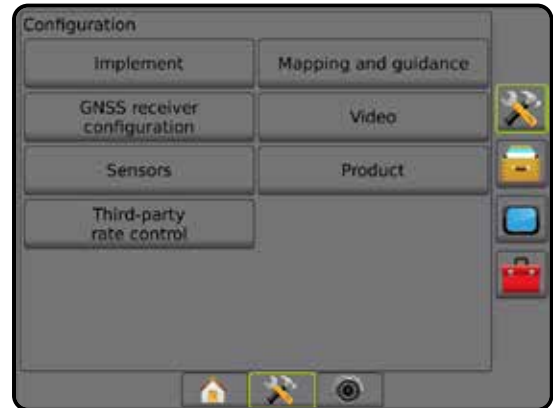 Configuration
Implement
Mapping and guidance
GNSS receiver
configuration
Video
Sensors
Product
Third-party
rate control